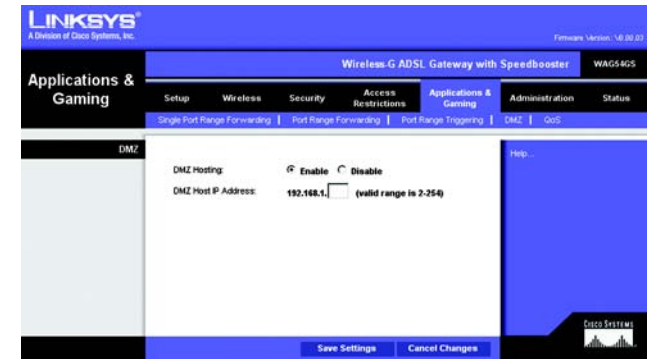 LINKSYS®
A Division of Cisco Systems, Inc.
Firmware Version: V0.00.03
Wireless-G ADSL Gateway with Speedbooster WAG54GS
Applications & Gaming
Setup Wireless Security Access Restrictions Applications & Gaming Administration Status
Single Port Range Forwarding | Port Range Forwarding | Port Range Triggering | DMZ | QoS
DMZ
DMZ Hosting: Enable Disable
DMZ Host IP Address: 192.168.1. (valid range is 2-254)
Help...
Save Settings Cancel Changes
CISCO SYSTEMS